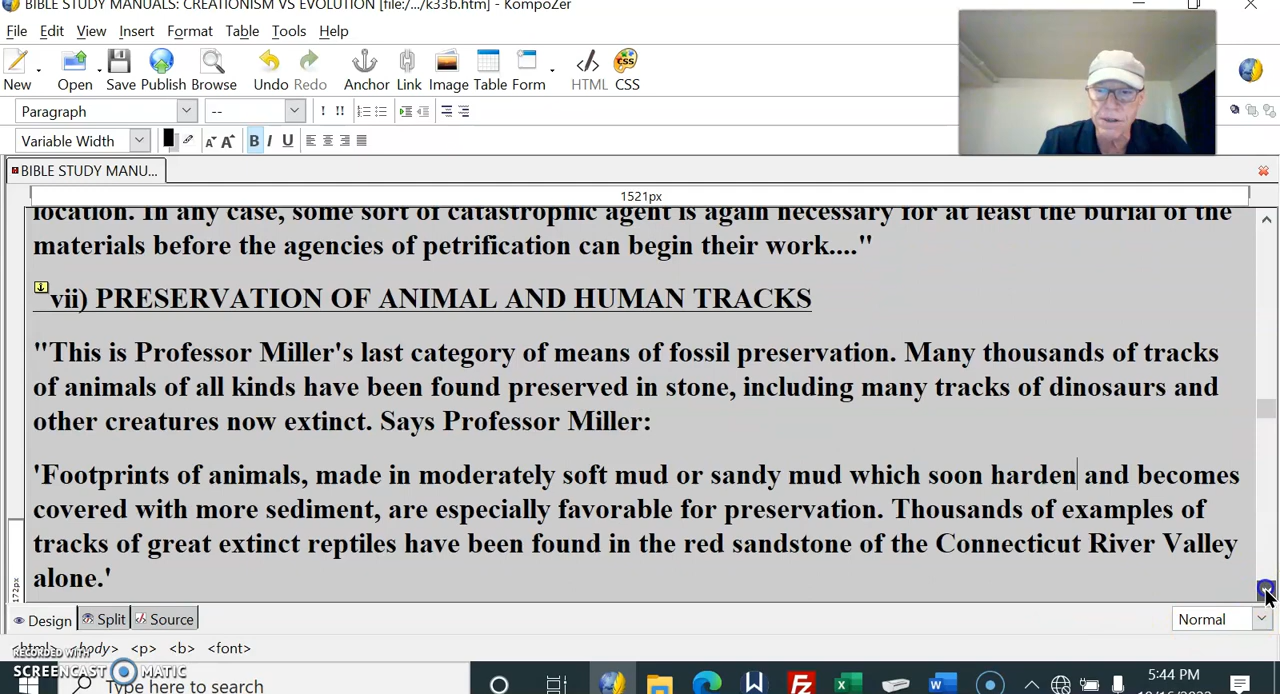 BIBLE STUDY MANUALS: CREATIONISM VS EVOLUTION [file:/.../k33b.htm] - KompoZer
File Edit View Insert Format Table Tools Help
New Open Save Publish Browse Undo Redo Anchor Link Image Table Form HTML CSS
Paragraph -- ! !!
Variable Width B I U
BIBLE STUDY MANU...
1521px
location. In any case, some sort of catastrophic agent is again necessary for at least the burial of the
materials before the agencies of petrification can begin their work...."
vii) PRESERVATION OF ANIMAL AND HUMAN TRACKS
"This is Professor Miller's last category of means of fossil preservation. Many thousands of tracks
of animals of all kinds have been found preserved in stone, including many tracks of dinosaurs and
other creatures now extinct. Says Professor Miller:
'Footprints of animals, made in moderately soft mud or sandy mud which soon harden and becomes
covered with more sediment, are especially favorable for preservation. Thousands of examples of
tracks of great extinct reptiles have been found in the red sandstone of the Connecticut River Valley
alone.'
172px
Design Split Source Normal
<html> <body> <p> <b> <font>
RECORDED WITH
SCREENCAST MATIC
Type here to search
5:44 PM